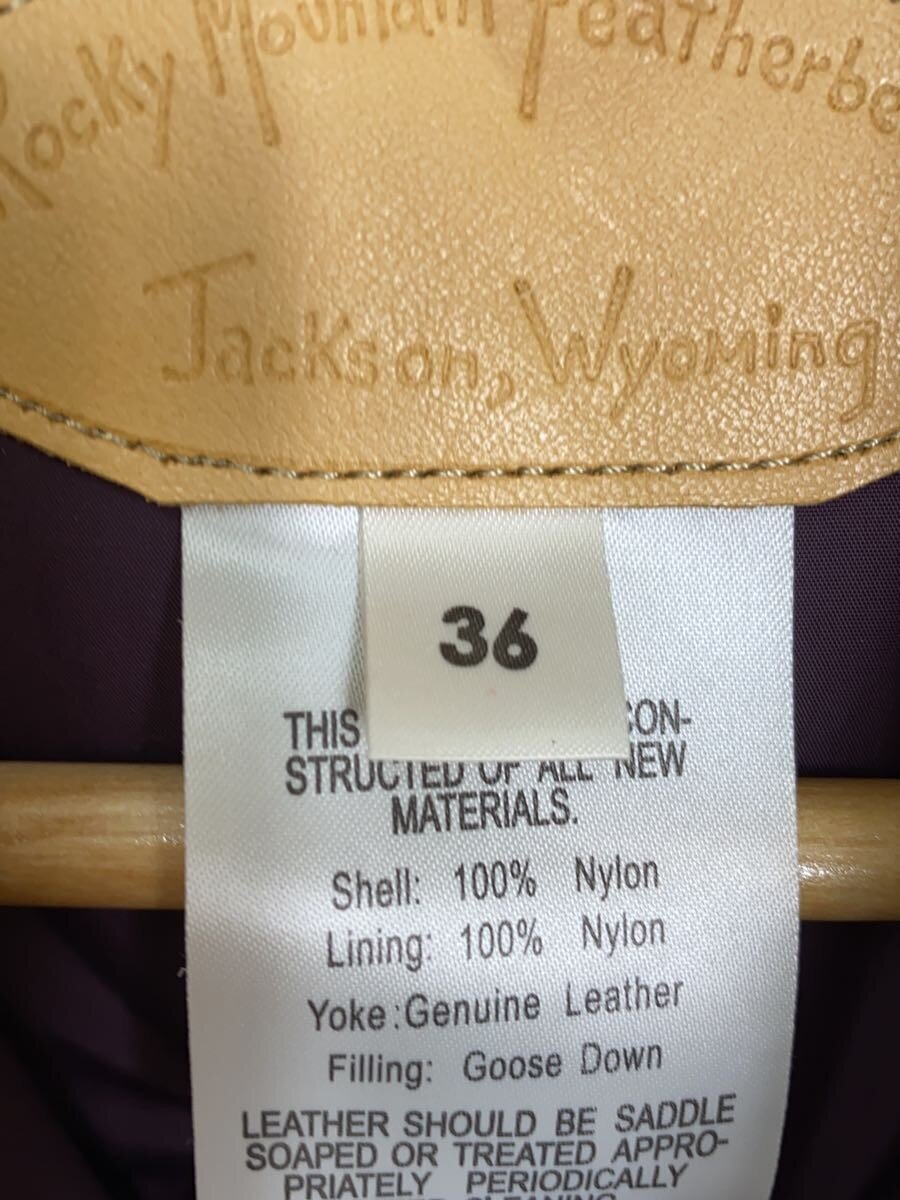 Rocky Mountain Featherbe
Jackson, Wyoming
36
THIS CON-
STRUCTED OF ALL NEW
MATERIALS.
Shell: 100% Nylon
Lining: 100% Nylon
Yoke:Genuine Leather
Filling: Goose Down
LEATHER SHOULD BE SADDLE
SOAPED OR TREATED APPRO-
PRIATELY PERIODICALLY
CLEANING